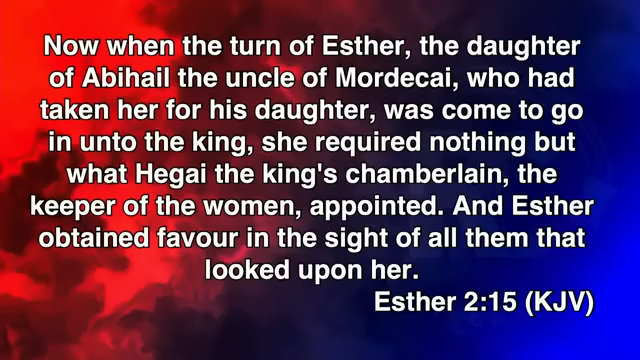 Now when the turn of Esther, the daughter
of Abihail the uncle of Mordecai, who had
taken her for his daughter, was come to go
in unto the king, she required nothing but
what Hegai the king's chamberlain, the
keeper of the women, appointed. And Esther
obtained favour in the sight of all them that
looked upon her.
Esther 2:15 (KJV)